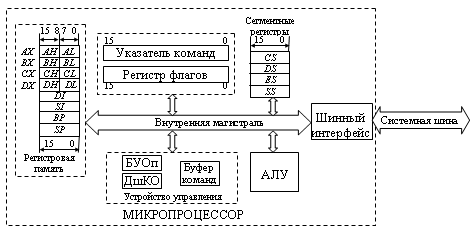 15 8 7 0
AX AH AL
BX BH BL
CX CH CL
DX DH DL
DI
SI
BP
SP
15 0
Регистровая
память
15 0
Указатель команд
Регистр флагов
15 0
Сегментные
регистры
15 0
CS
DS
ES
SS
Внутренняя магистраль
Шинный
интерфейс
Системная шина
БУОп
ДшКО
Буфер
команд
Устройство управления
АЛУ
МИКРОПРОЦЕССОР